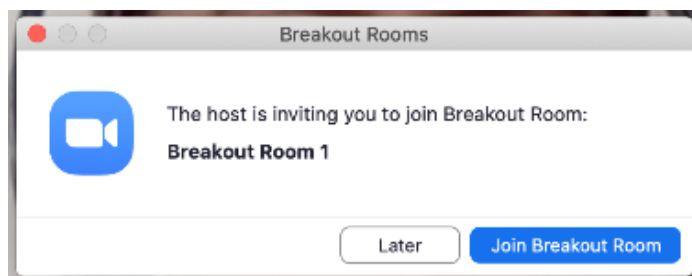 Breakout Rooms
The host is inviting you to join Breakout Room:
Breakout Room 1
Later
Join Breakout Room